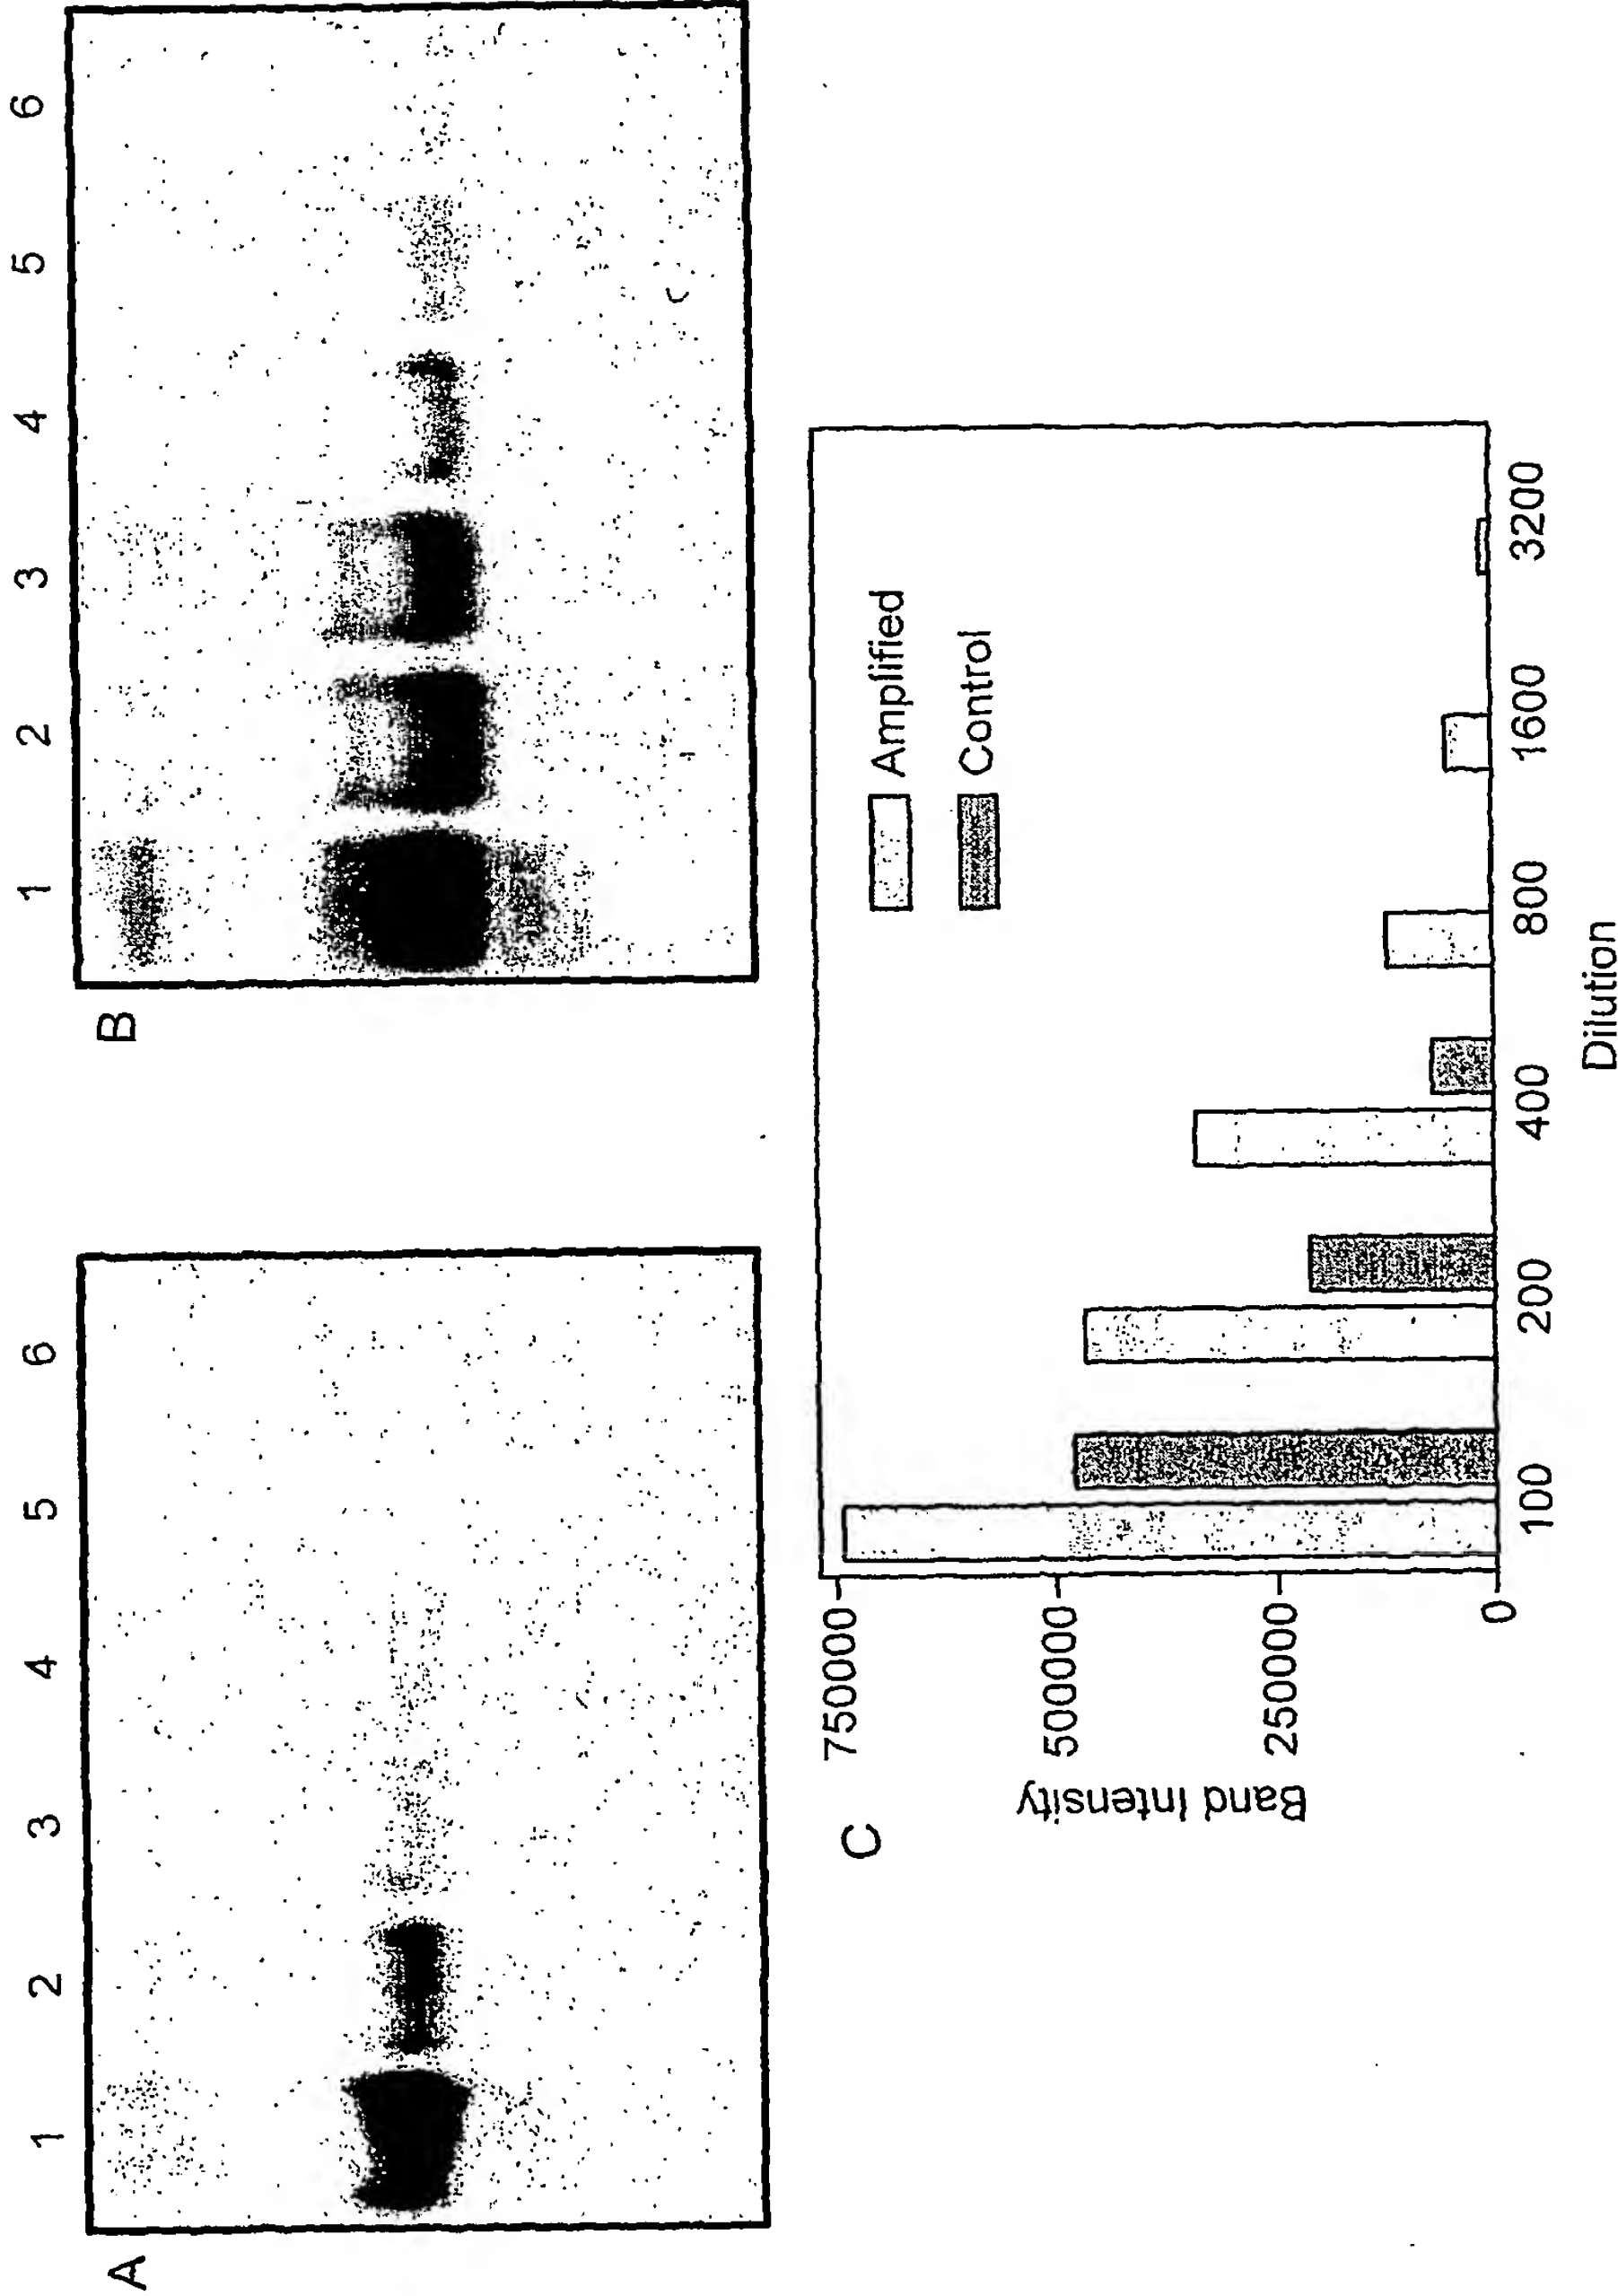 A
1 2 3 4 5 6
B
1 2 3 4 5 6
C
Band Intensity
750000
500000
250000
0
Amplified
Control
100 200 400 800 1600 3200
Dilution